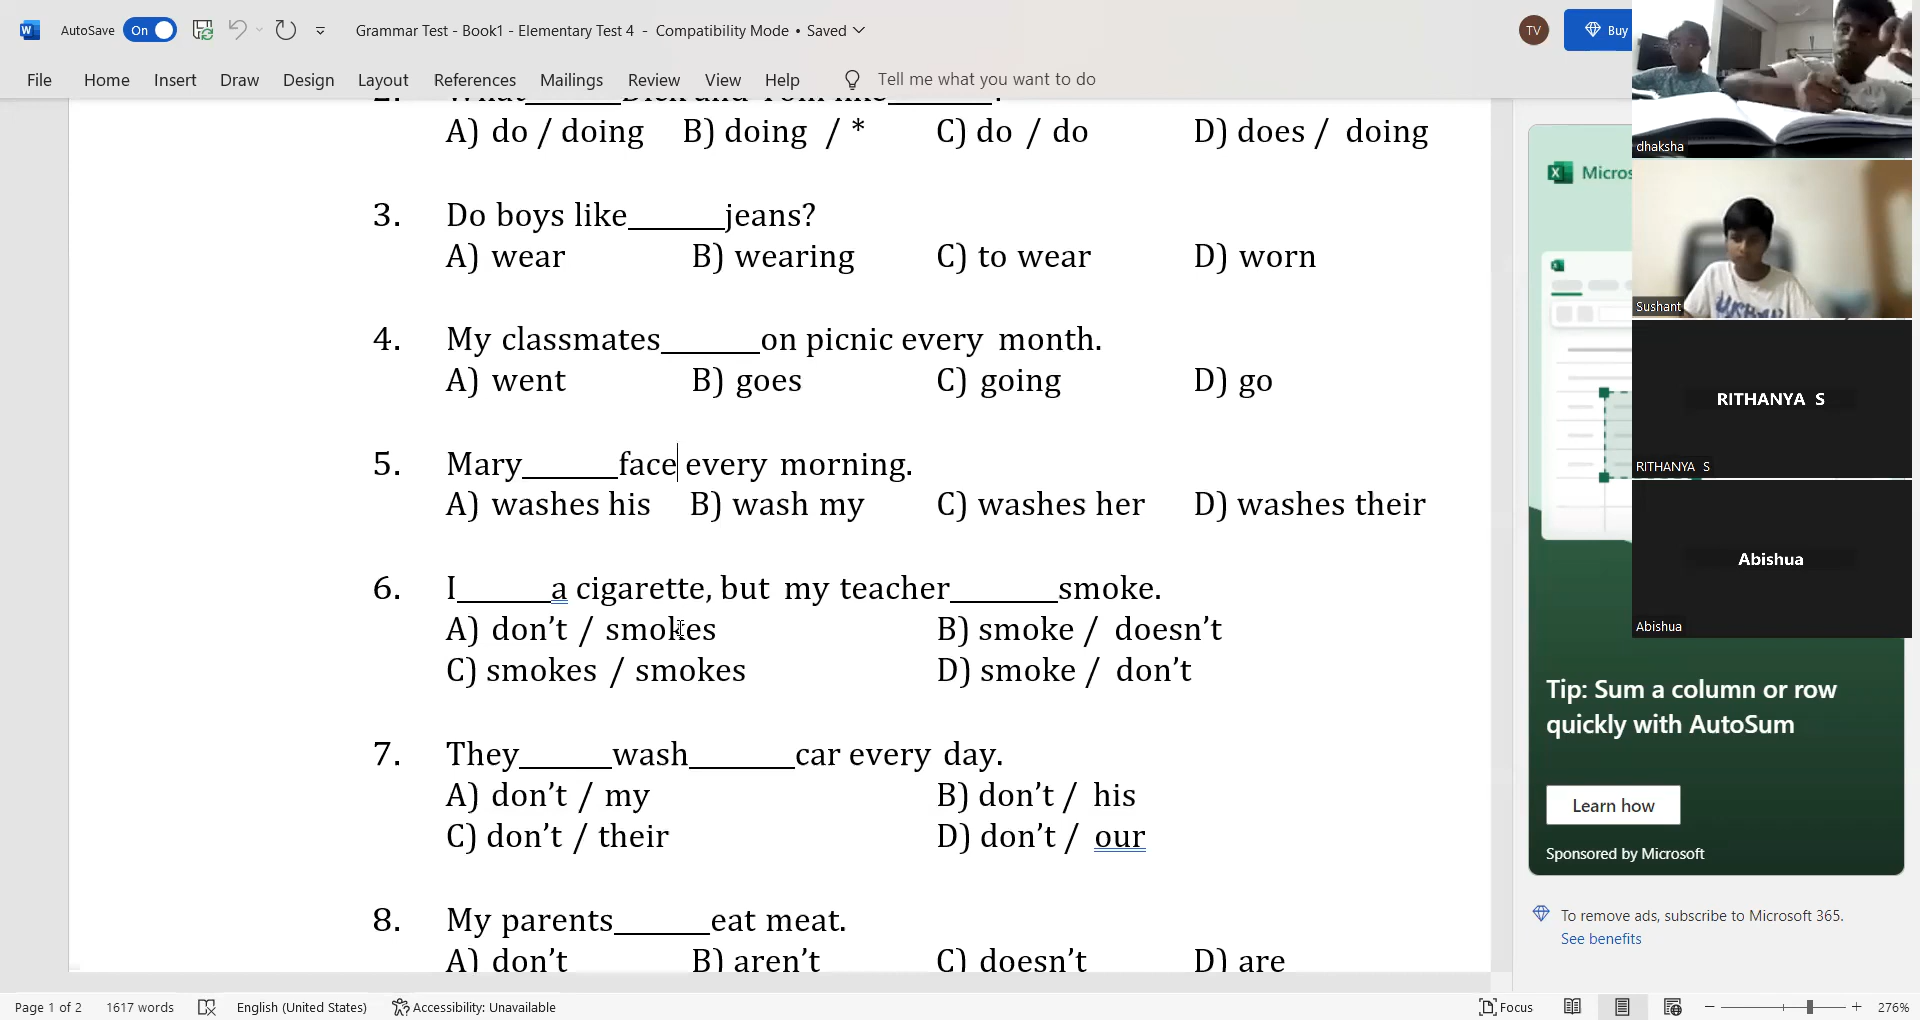 AutoSave On Grammar Test - Book1 - Elementary Test 4 - Compatibility Mode • Saved TV Buy
File Home Insert Draw Design Layout References Mailings Review View Help Tell me what you want to do
2. What______Dick and Tom like______?
A) do / doing B) doing / * C) do / do D) does / doing
3. Do boys like______jeans?
A) wear B) wearing C) to wear D) worn
4. My classmates______on picnic every month.
A) went B) goes C) going D) go
5. Mary______face every morning.
A) washes his B) wash my C) washes her D) washes their
6. I______a cigarette, but my teacher______smoke.
A) don’t / smokes B) smoke / doesn’t
C) smokes / smokes D) smoke / don’t
7. They______wash______car every day.
A) don’t / my B) don’t / his
C) don’t / their D) don’t / our
8. My parents______eat meat.
A) don’t B) aren’t C) doesn’t D) are
dhaksha
Sushant
RITHANYA S
RITHANYA S
Abishua
Abishua
Tip: Sum a column or row
quickly with AutoSum
Learn how
Sponsored by Microsoft
To remove ads, subscribe to Microsoft 365.
See benefits
Page 1 of 2 1617 words English (United States) Accessibility: Unavailable Focus 276%